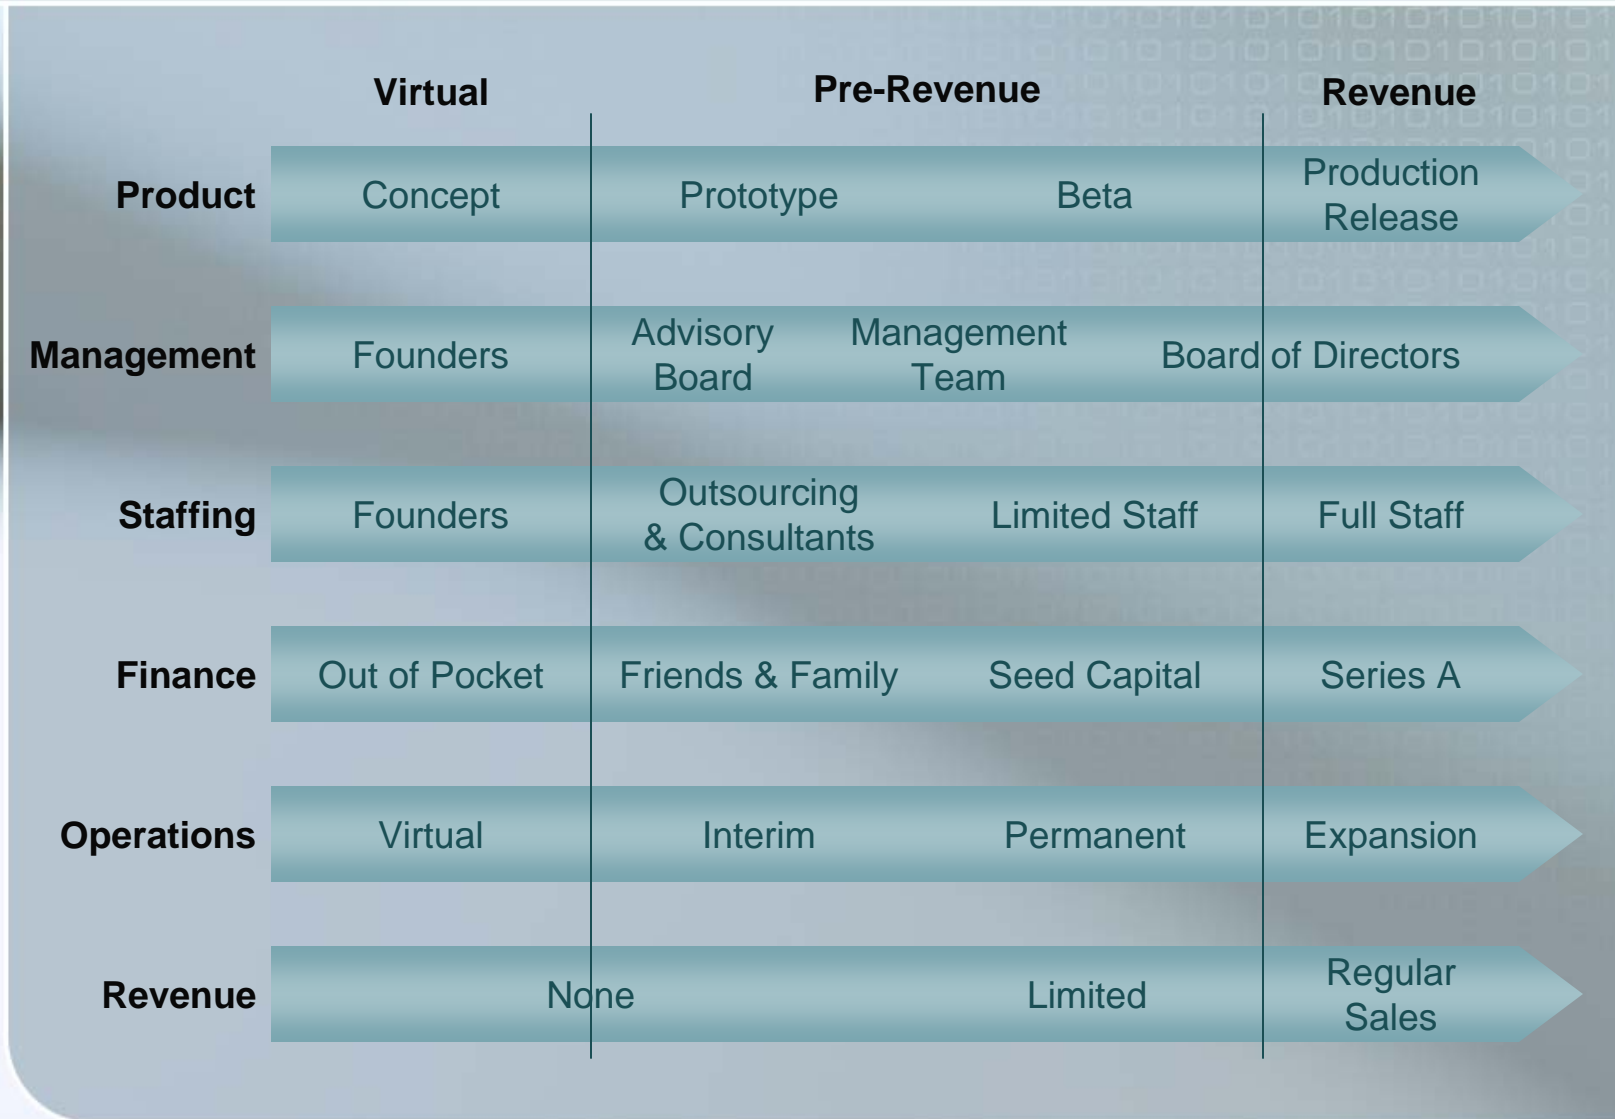 Virtual Pre-Revenue Revenue
Product Concept Prototype Beta Production
Release
Management Founders Advisory
Board Management
Team Board of Directors
Staffing Founders Outsourcing
& Consultants Limited Staff Full Staff
Finance Out of Pocket Friends & Family Seed Capital Series A
Operations Virtual Interim Permanent Expansion
Revenue None Limited Regular
Sales